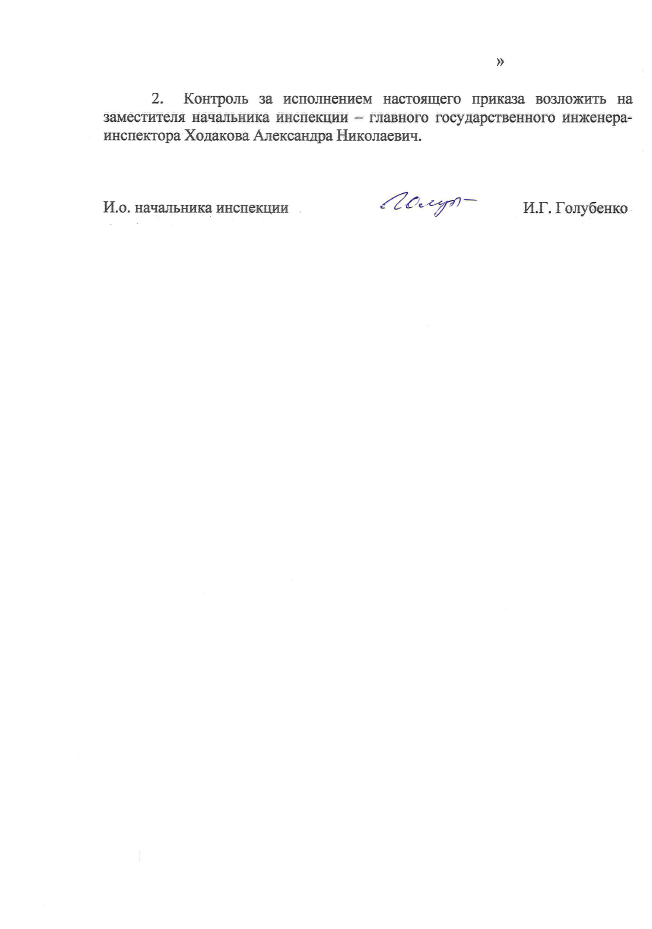 »
2. Контроль за исполнением настоящего приказа возложить на
заместителя начальника инспекции – главного государственного инженера-
инспектора Ходакова Александра Николаевич.
И.о. начальника инспекции И.Г. Голубенко